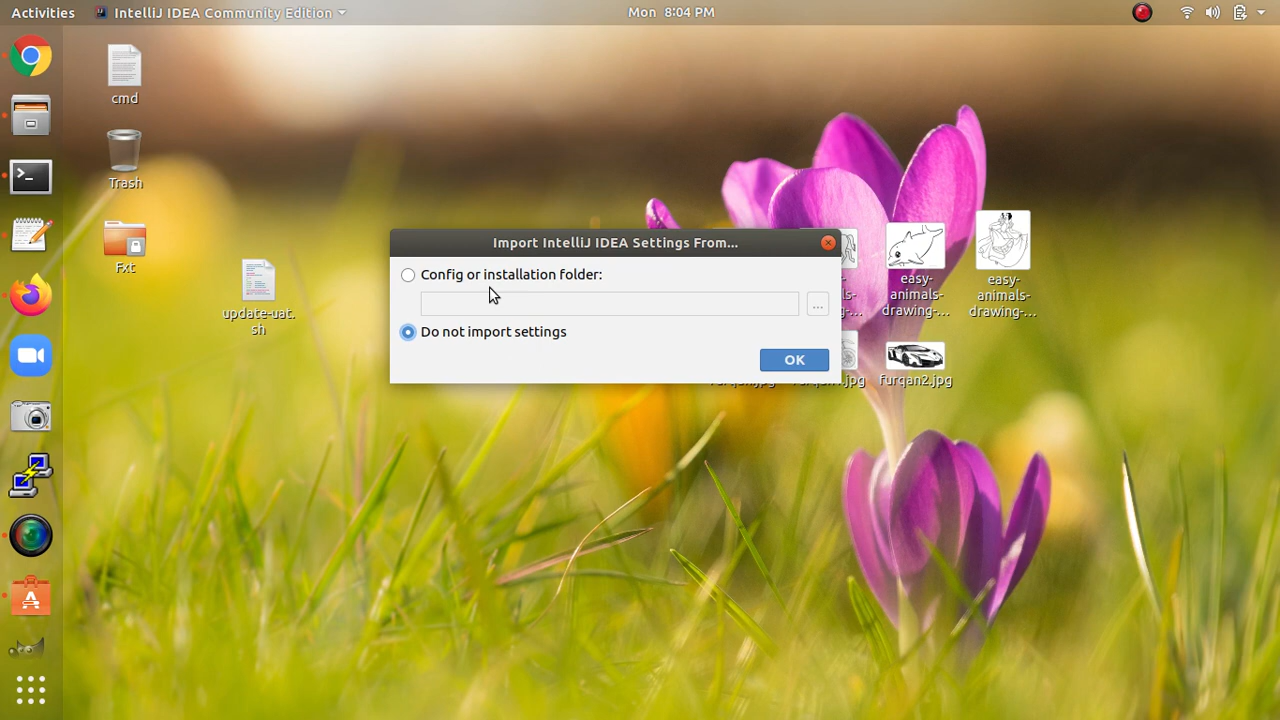 Activities
IntelliJ IDEA Community Edition
Mon 8:04 PM
cmd
Trash
Fxt
update-uat.
sh
Import IntelliJ IDEA Settings From...
Config or installation folder:
...
Do not import settings
OK
easy-
animals-
drawing-...
easy-
animals-
drawing-...
furqan2.jpg